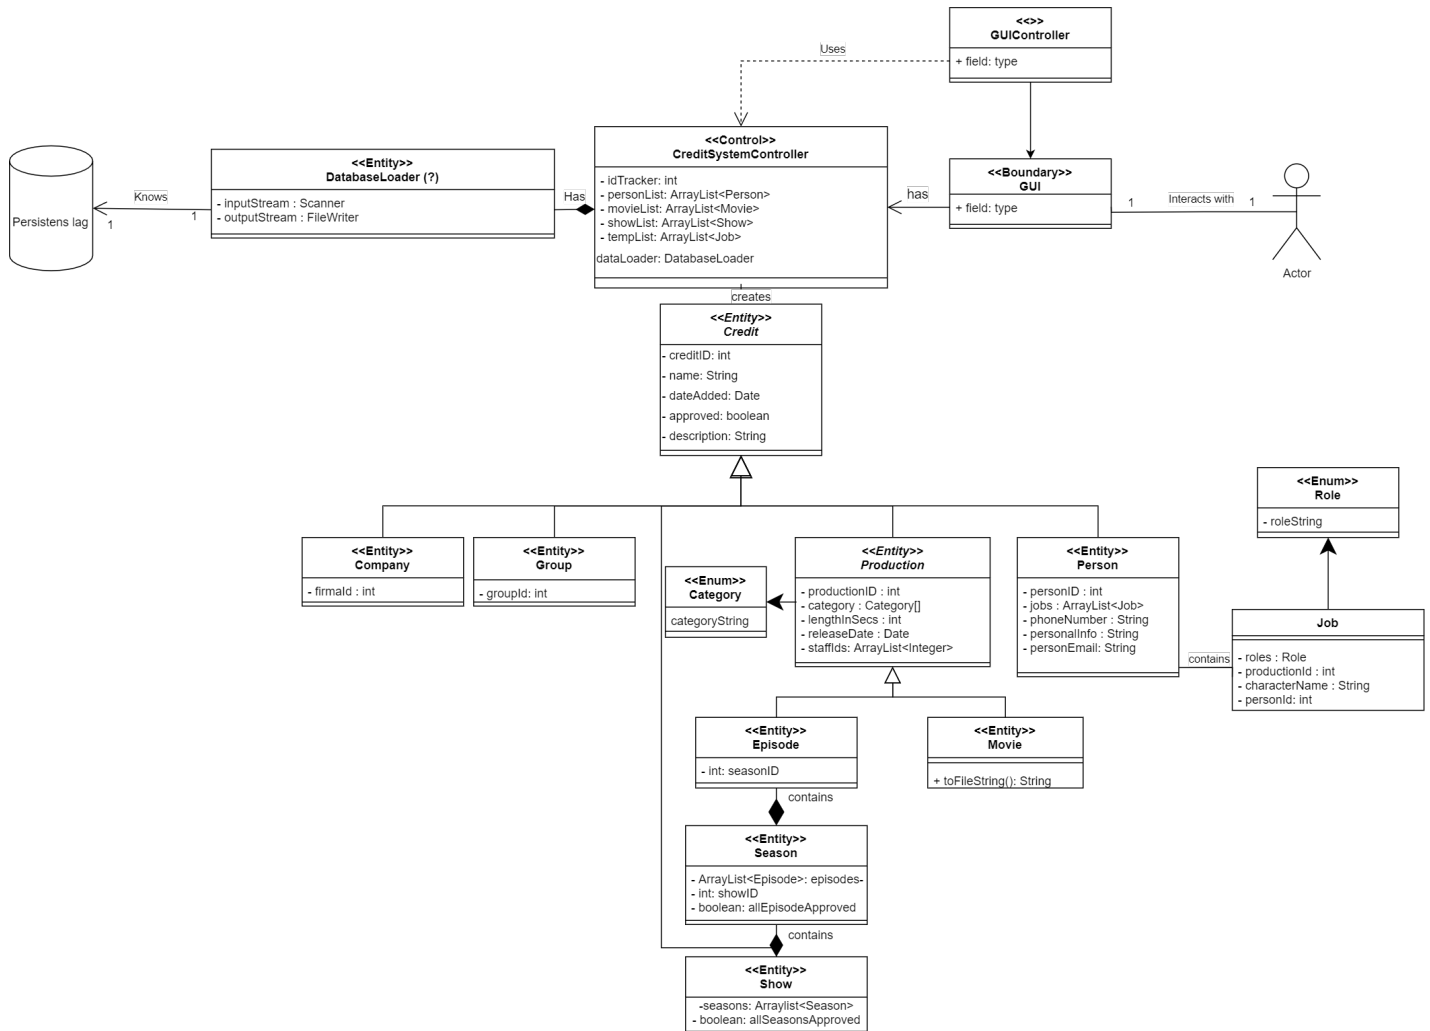 <<>>
GUIController
+ field: type
Uses
<<Control>>
CreditSystemController
- idTracker: int
- personList: ArrayList<Person>
- movieList: ArrayList<Movie>
- showList: ArrayList<Show>
- tempList: ArrayList<Job>
dataLoader: DatabaseLoader
<<Entity>>
DatabaseLoader (?)
- inputStream : Scanner
- outputStream : FileWriter
Has
Knows
1
1
Persistens lag
has
<<Boundary>>
GUI
+ field: type
1
Interacts with
1
Actor
creates
<<Entity>>
Credit
- creditID: int
- name: String
- dateAdded: Date
- approved: boolean
- description: String
<<Entity>>
Company
- firmaId : int
<<Entity>>
Group
- groupId: int
<<Enum>>
Category
categoryString
<<Entity>>
Production
- productionID : int
- category : Category[]
- lengthInSecs : int
- releaseDate : Date
- staffIds: ArrayList<Integer>
<<Entity>>
Person
- personID : int
- jobs : ArrayList<Job>
- phoneNumber : String
- personalInfo : String
- personEmail: String
<<Enum>>
Role
- roleString
contains
Job
- roles : Role
- productionId : int
- characterName : String
- personId: int
<<Entity>>
Episode
- int: seasonID
<<Entity>>
Movie
+ toFileString(): String
contains
<<Entity>>
Season
- ArrayList<Episode>: episodes-
- int: showID
- boolean: allEpisodeApproved
contains
<<Entity>>
Show
-seasons: Arraylist<Season>
- boolean: allSeasonsApproved